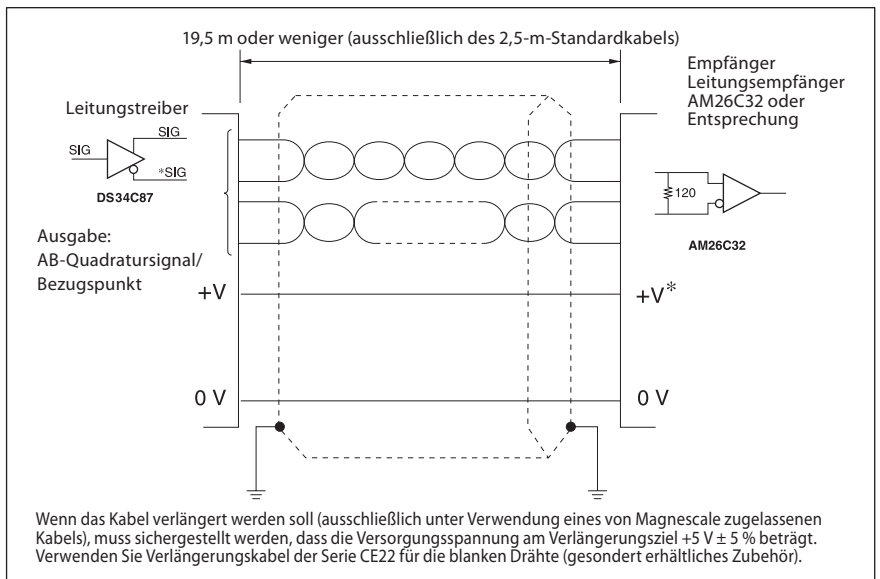 19,5 m oder weniger (ausschließlich des 2,5-m-Standardkabels)
Empfänger
Leitungsempfänger
AM26C32 oder
Entsprechung
Leitungstreiber
SIG
SIG
*SIG
DS34C87
120
AM26C32
Ausgabe:
AB-Quadratursignal/
Bezugspunkt
+V
+V*
0 V
0 V
Wenn das Kabel verlängert werden soll (ausschließlich unter Verwendung eines von Magnescale zugelassenen
Kabels), muss sichergestellt werden, dass die Versorgungsspannung am Verlängerungsziel +5 V ± 5 % beträgt.
Verwenden Sie Verlängerungskabel der Serie CE22 für die blanken Drähte (gesondert erhältliches Zubehör).